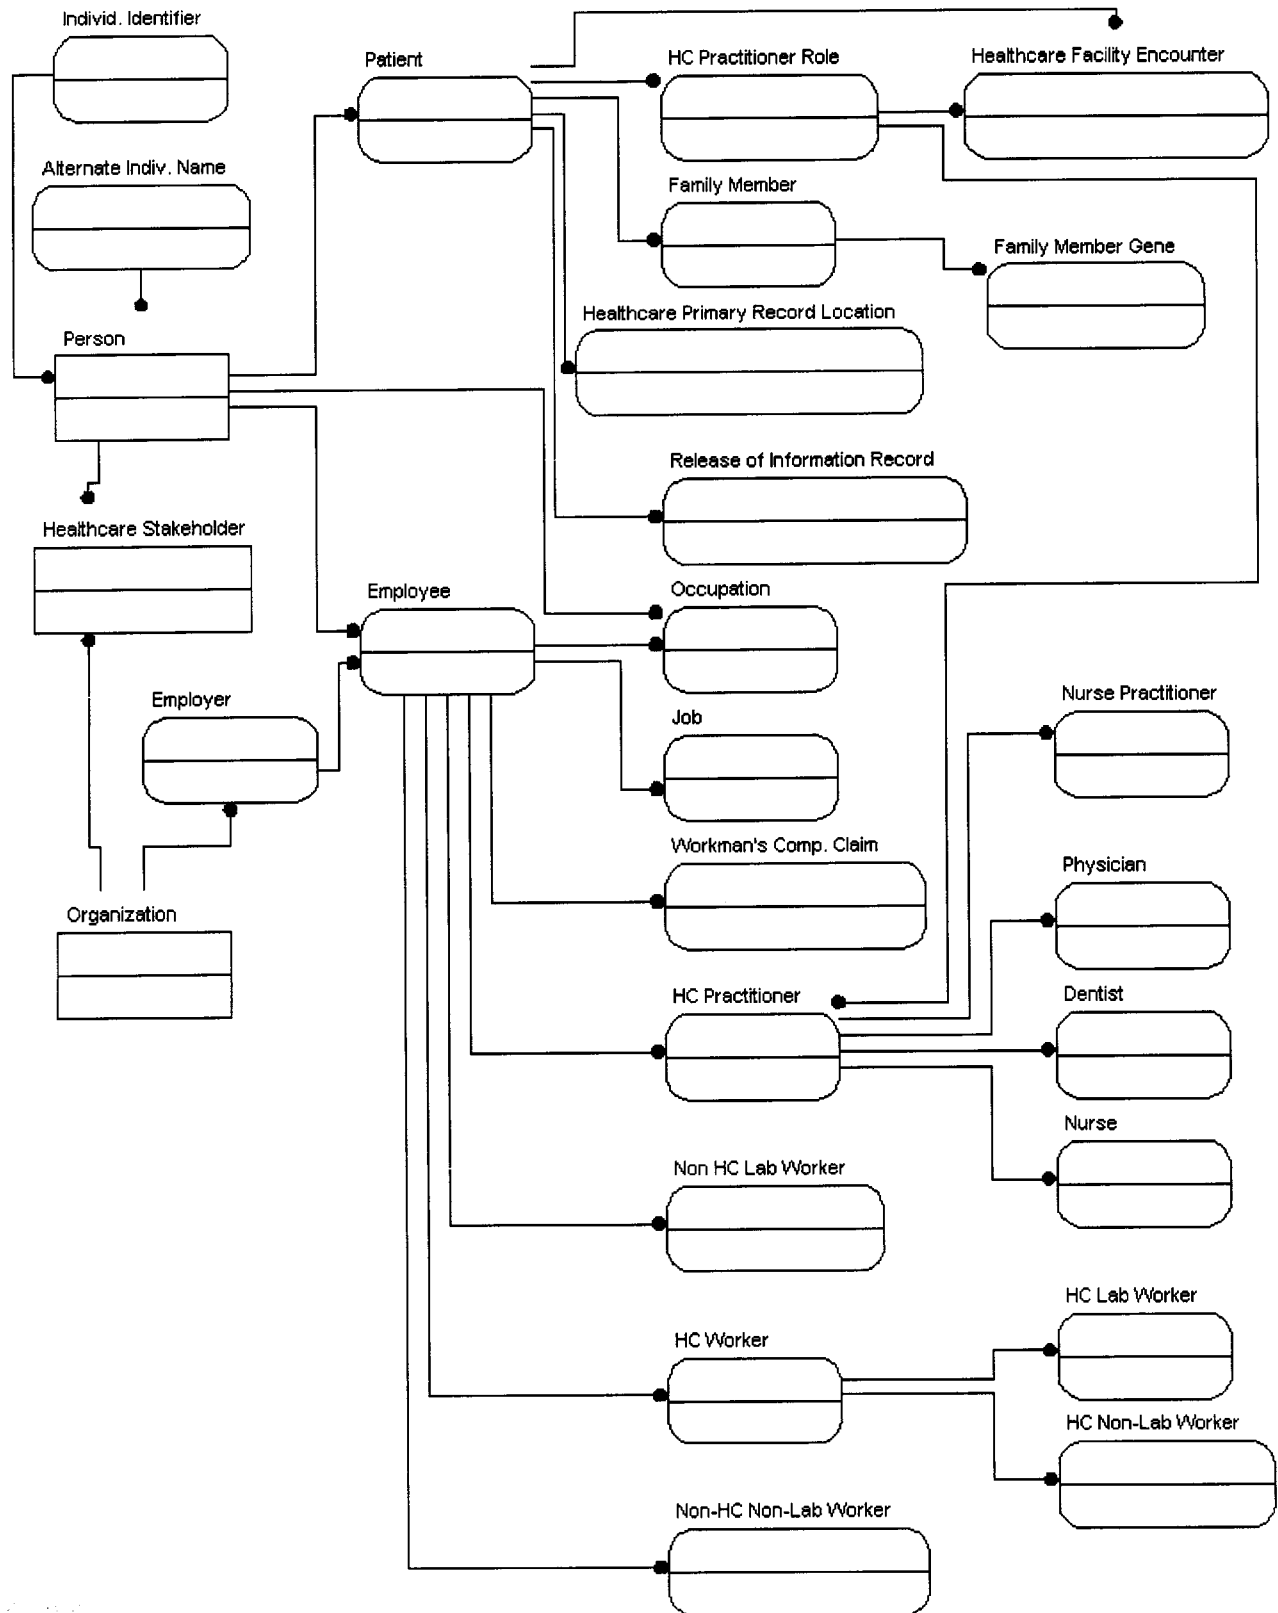 Individ. Identifier
Patient
HC Practitioner Role
Healthcare Facility Encounter
Alternate Indiv. Name
Family Member
Family Member Gene
Healthcare Primary Record Location
Person
Release of Information Record
Healthcare Stakeholder
Employee
Occupation
Employer
Job
Nurse Practitioner
Workman's Comp. Claim
Physician
Organization
HC Practitioner
Dentist
Nurse
Non HC Lab Worker
HC Lab Worker
HC Worker
HC Non-Lab Worker
Non-HC Non-Lab Worker